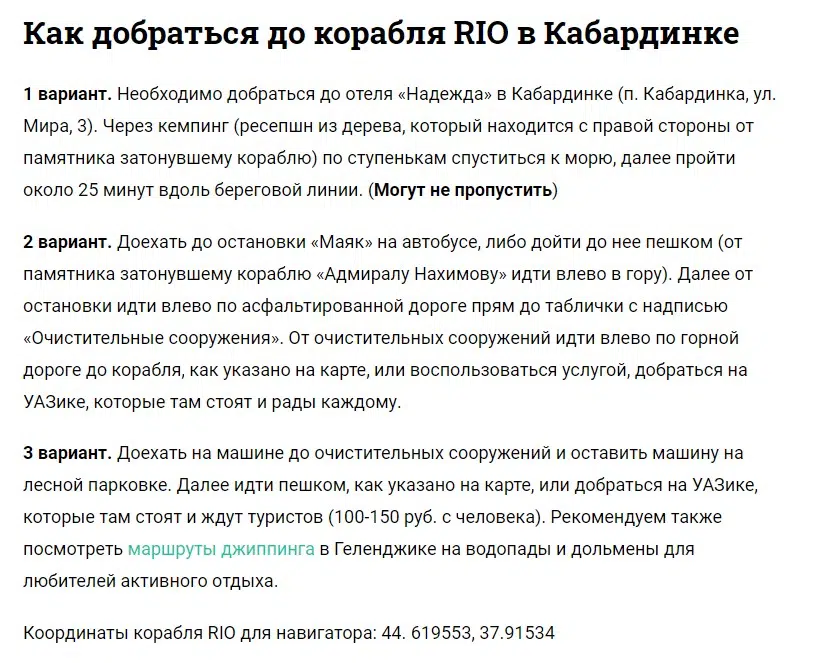 Как добраться до корабля RIO в Кабардинке
1 вариант. Необходимо добраться до отеля «Надежда» в Кабардинке (п. Кабардинка, ул.
Мира, 3). Через кемпинг (ресепшн из дерева, который находится с правой стороны от
памятника затонувшему кораблю) по ступенькам спуститься к морю, далее пройти
около 25 минут вдоль береговой линии. (Могут не пропустить)
2 вариант. Доехать до остановки «Маяк» на автобусе, либо дойти до нее пешком (от
памятника затонувшему кораблю «Адмиралу Нахимову» идти влево в гору). Далее от
остановки идти влево по асфальтированной дороге прям до таблички с надписью
«Очистительные сооружения». От очистительных сооружений идти влево по горной
дороге до корабля, как указано на карте, или воспользоваться услугой, добраться на
УАЗике, которые там стоят и рады каждому.
3 вариант. Доехать на машине до очистительных сооружений и оставить машину на
лесной парковке. Далее идти пешком, как указано на карте, или добраться на УАЗике,
которые там стоят и ждут туристов (100-150 руб. с человека). Рекомендуем также
посмотреть маршруты джиппинга в Геленджике на водопады и дольмены для
любителей активного отдыха.
Координаты корабля RIO для навигатора: 44. 619553, 37.91534